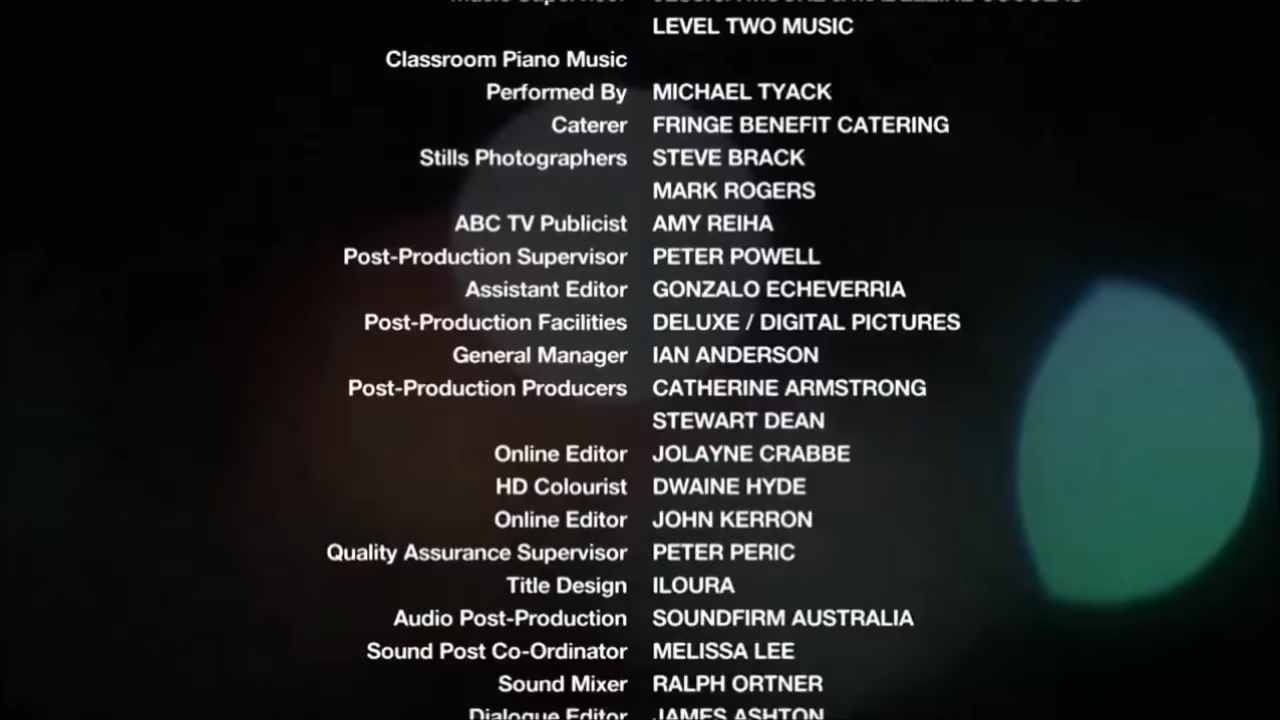 LEVEL TWO MUSIC
Classroom Piano Music
Performed By MICHAEL TYACK
Caterer FRINGE BENEFIT CATERING
Stills Photographers STEVE BRACK
MARK ROGERS
ABC TV Publicist AMY REIHA
Post-Production Supervisor PETER POWELL
Assistant Editor GONZALO ECHEVERRIA
Post-Production Facilities DELUXE / DIGITAL PICTURES
General Manager IAN ANDERSON
Post-Production Producers CATHERINE ARMSTRONG
STEWART DEAN
Online Editor JOLAYNE CRABBE
HD Colourist DWAINE HYDE
Online Editor JOHN KERRON
Quality Assurance Supervisor PETER PERIC
Title Design ILOURA
Audio Post-Production SOUNDFIRM AUSTRALIA
Sound Post Co-Ordinator MELISSA LEE
Sound Mixer RALPH ORTNER
Dialogue Editor JAMES ASHTON